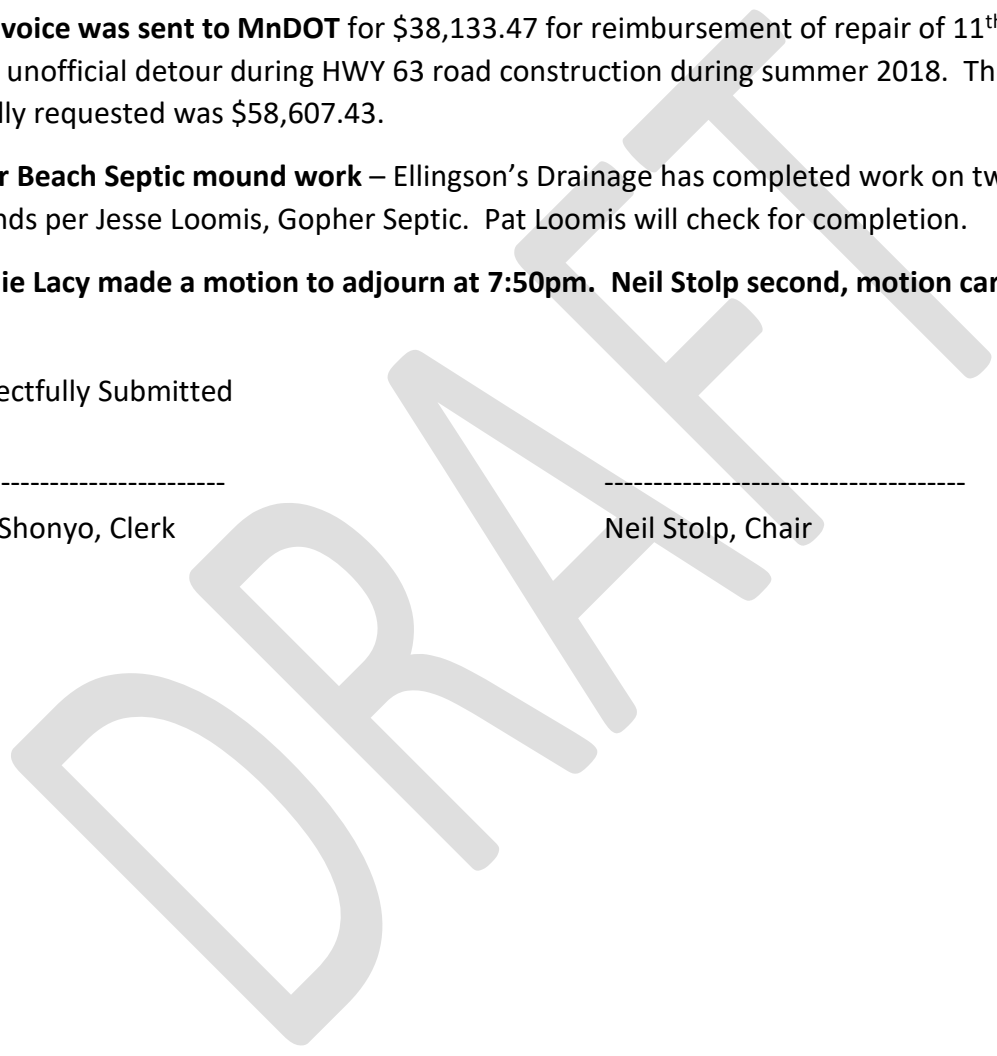 voice was sent to MnDOT for $38,133.47 for reimbursement of repair of 11th
unofficial detour during HWY 63 road construction during summer 2018. Th
lly requested was $58,607.43.
r Beach Septic mound work – Ellingson’s Drainage has completed work on tw
nds per Jesse Loomis, Gopher Septic. Pat Loomis will check for completion.
ie Lacy made a motion to adjourn at 7:50pm. Neil Stolp second, motion car
ectfully Submitted
----------------------- -------------------------------------
Shonyo, Clerk Neil Stolp, Chair
DRAFT